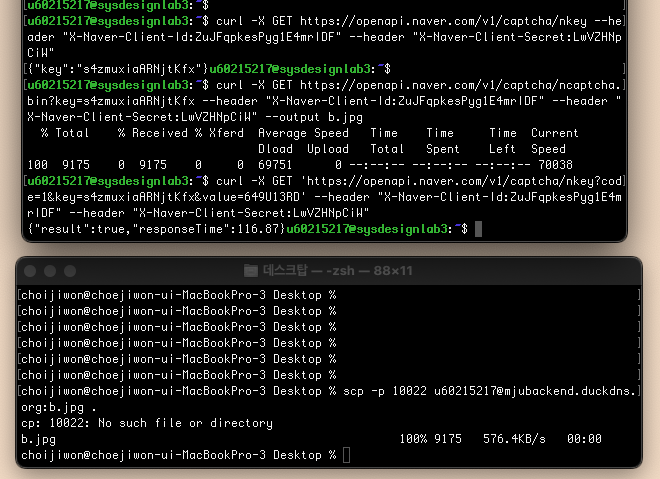 u60215217@sysdesignlab3:~$
u60215217@sysdesignlab3:~$ curl -X GET https://openapi.naver.com/v1/captcha/nkey --he
ader "X-Naver-Client-Id:ZuJFqpkesPyg1E4mrIDF" --header "X-Naver-Client-Secret:LwVZHNp
CiW"
{"key":"s4zmuxiaARNjtKfx"}u60215217@sysdesignlab3:~$
u60215217@sysdesignlab3:~$ curl -X GET https://openapi.naver.com/v1/captcha/ncaptcha.
bin?key=s4zmuxiaARNjtKfx --header "X-Naver-Client-Id:ZuJFqpkesPyg1E4mrIDF" --header "
X-Naver-Client-Secret:LwVZHNpCiW" --output b.jpg
% Total % Received % Xferd Average Speed Time Time Time Current
Dload Upload Total Spent Left Speed
100 9175 0 9175 0 0 69751 0 --:--:-- --:--:-- --:--:-- 70038
u60215217@sysdesignlab3:~$ curl -X GET 'https://openapi.naver.com/v1/captcha/nkey?cod
e=1&key=s4zmuxiaARNjtKfx&value=649U13RD' --header "X-Naver-Client-Id:ZuJFqpkesPyg1E4m
rIDF" --header "X-Naver-Client-Secret:LwVZHNpCiW"
{"result":true,"responseTime":116.87}u60215217@sysdesignlab3:~$
데스크탑 — -zsh — 88×11
choijiwon@choejiwon-ui-MacBookPro-3 Desktop %
choijiwon@choejiwon-ui-MacBookPro-3 Desktop %
choijiwon@choejiwon-ui-MacBookPro-3 Desktop %
choijiwon@choejiwon-ui-MacBookPro-3 Desktop %
choijiwon@choejiwon-ui-MacBookPro-3 Desktop %
choijiwon@choejiwon-ui-MacBookPro-3 Desktop %
choijiwon@choejiwon-ui-MacBookPro-3 Desktop % scp -p 10022 u60215217@mjubackend.duckdns.
org:b.jpg .
cp: 10022: No such file or directory
b.jpg 100% 9175 576.4KB/s 00:00
choijiwon@choejiwon-ui-MacBookPro-3 Desktop %